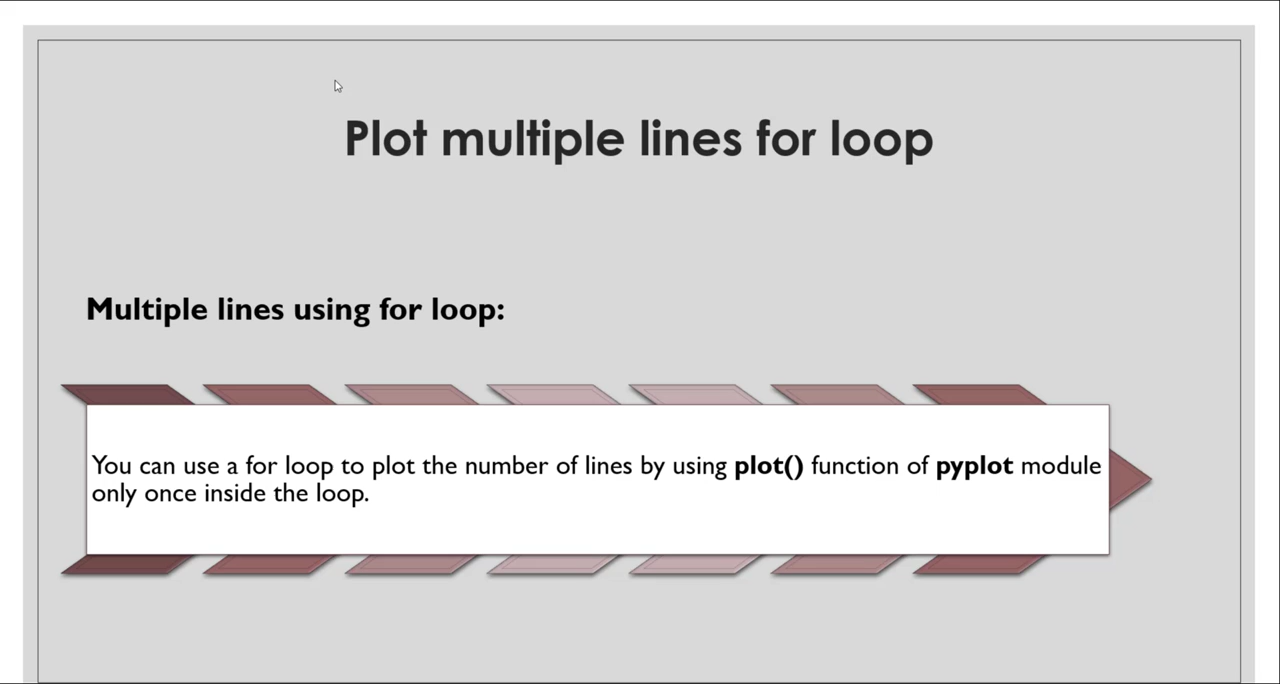 Plot multiple lines for loop
Multiple lines using for loop:
You can use a for loop to plot the number of lines by using plot() function of pyplot module
only once inside the loop.